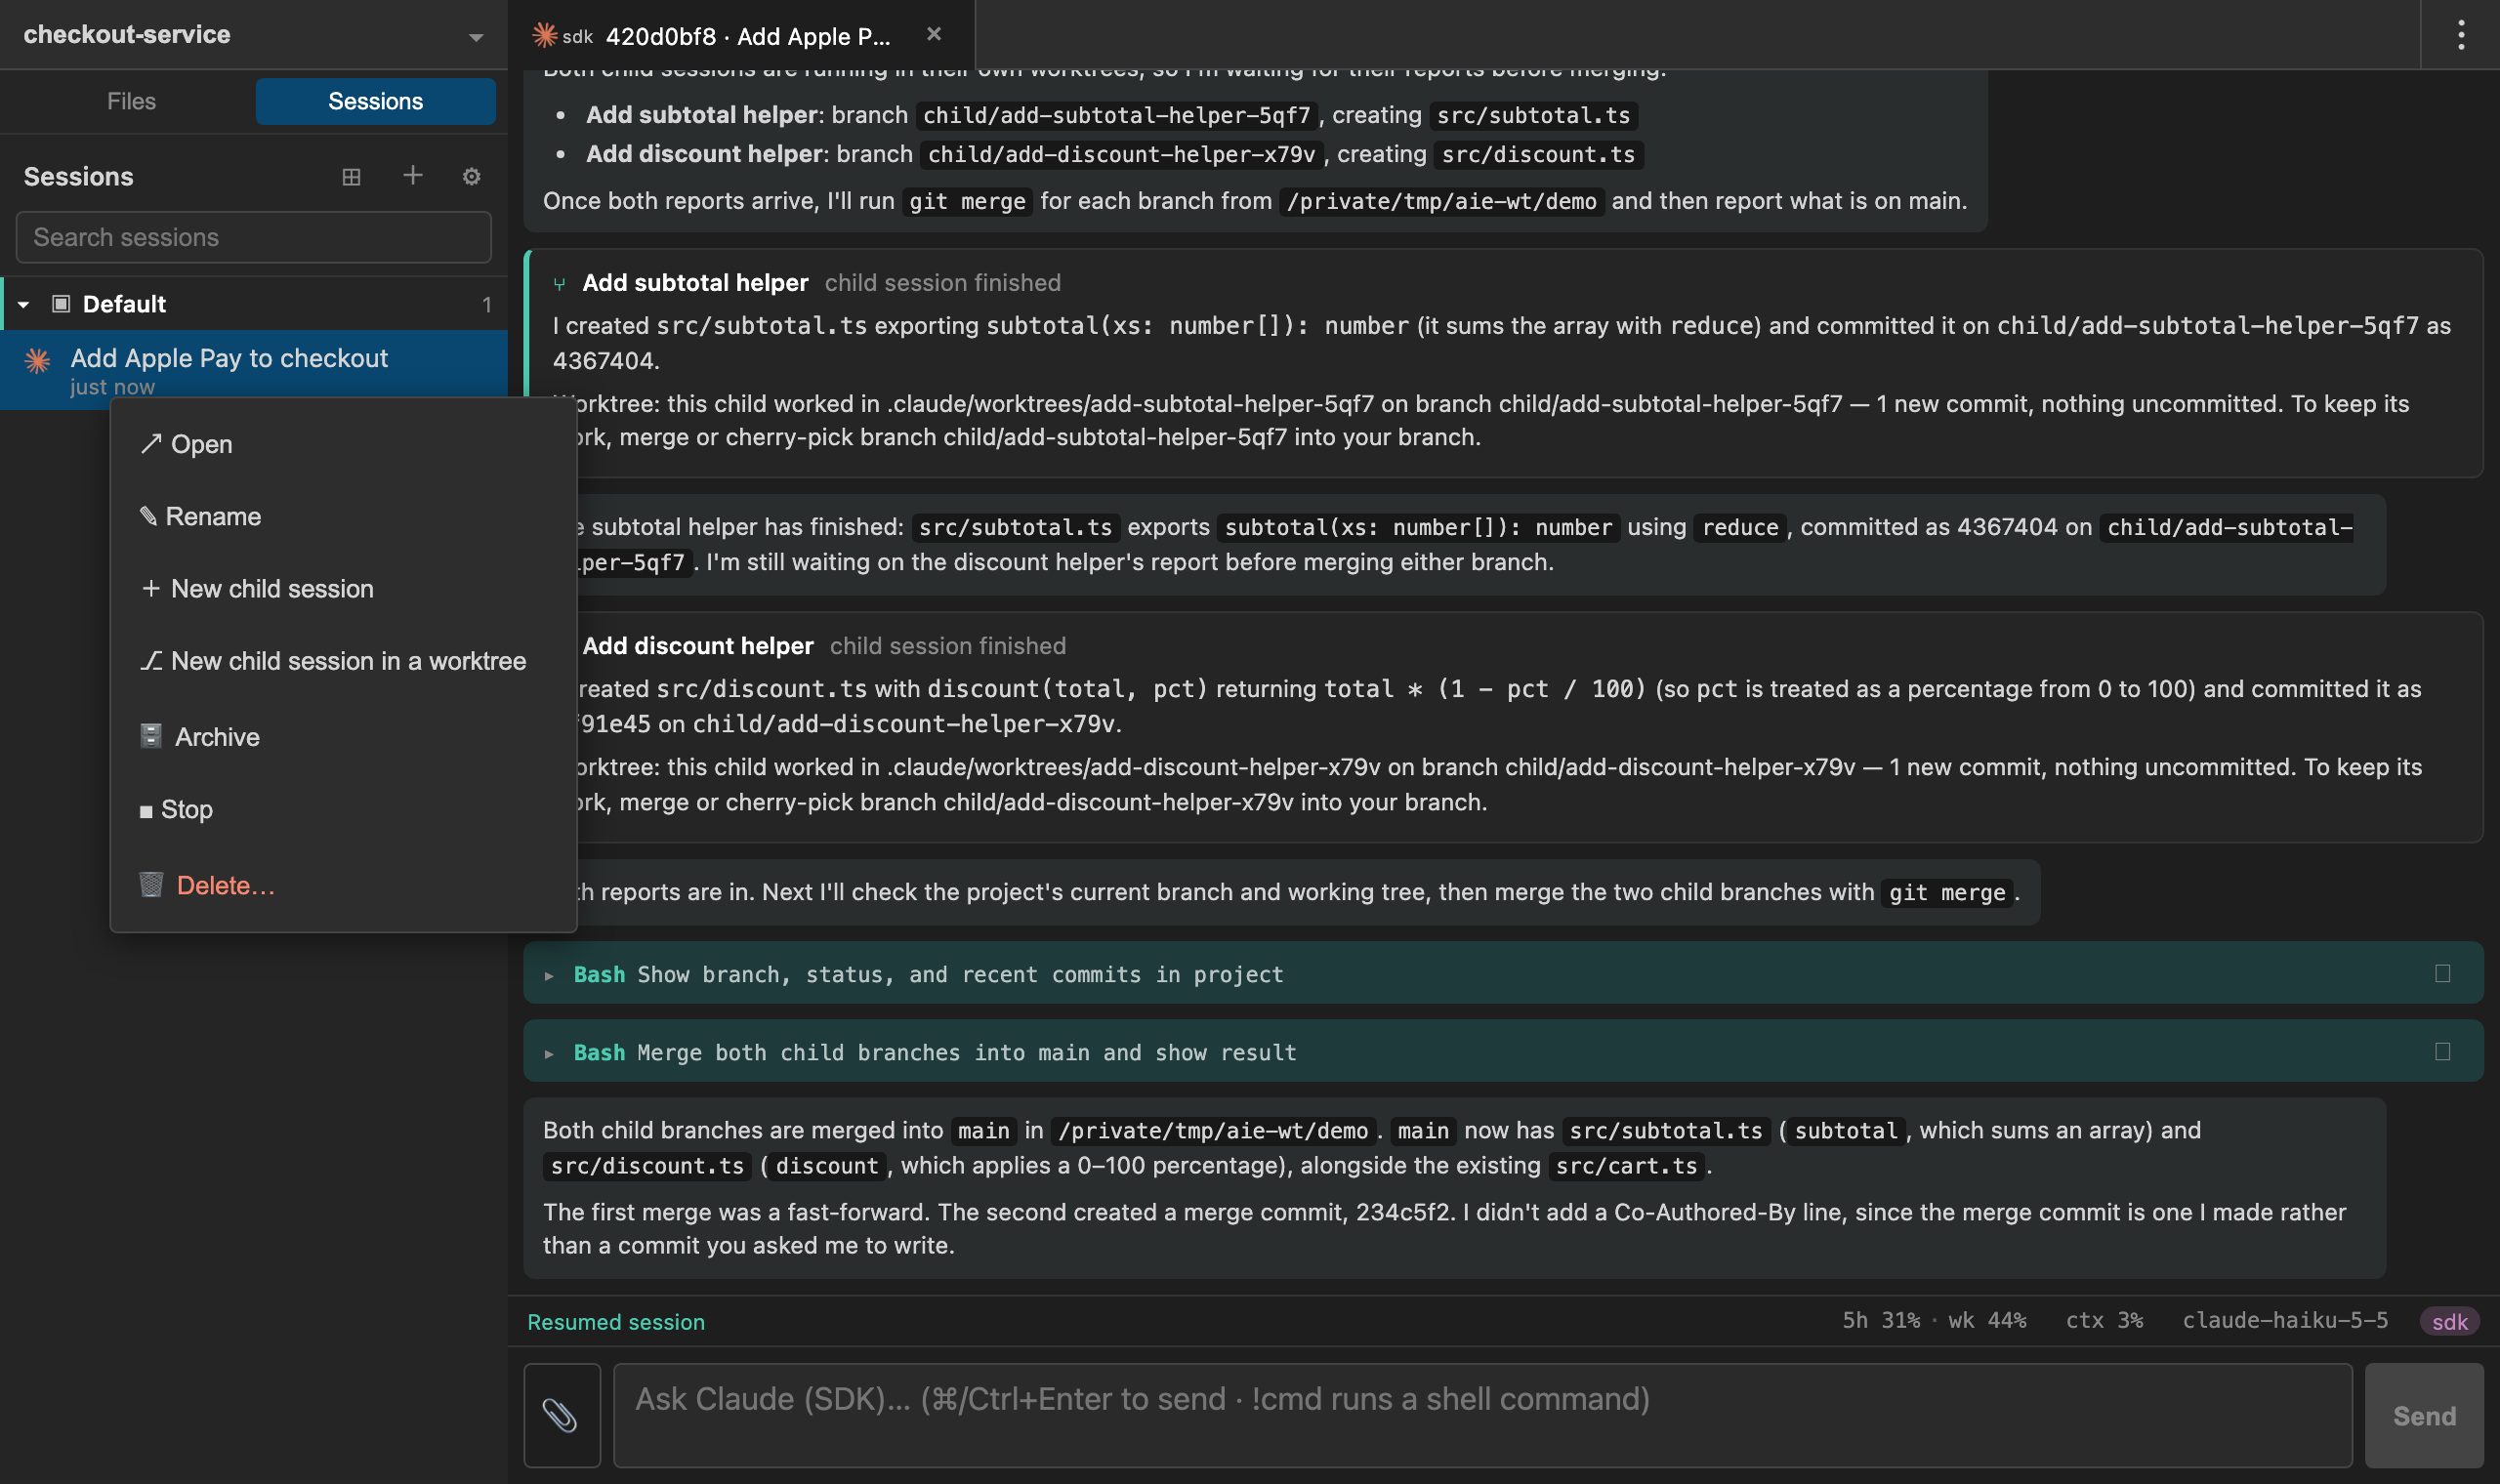 checkout-service
Files
Sessions
Sessions
Search sessions
Default
1
Add Apple Pay to checkout
just now
Open
Rename
New child session
New child session in a worktree
Archive
Stop
Delete…
sdk 420d0bf8 · Add Apple P...
Both child sessions are running in their own worktrees, so I'm waiting for their reports before merging.
• Add subtotal helper: branch child/add-subtotal-helper-5qf7, creating src/subtotal.ts
• Add discount helper: branch child/add-discount-helper-x79v, creating src/discount.ts
Once both reports arrive, I'll run git merge for each branch from /private/tmp/aie-wt/demo and then report what is on main.
Add subtotal helper child session finished
I created src/subtotal.ts exporting subtotal(xs: number[]): number (it sums the array with reduce) and committed it on child/add-subtotal-helper-5qf7 as
4367404.
orktree: this child worked in .claude/worktrees/add-subtotal-helper-5qf7 on branch child/add-subtotal-helper-5qf7 — 1 new commit, nothing uncommitted. To keep its
rk, merge or cherry-pick branch child/add-subtotal-helper-5qf7 into your branch.
subtotal helper has finished: src/subtotal.ts exports subtotal(xs: number[]): number using reduce, committed as 4367404 on child/add-subtotal-
per-5qf7. I'm still waiting on the discount helper's report before merging either branch.
Add discount helper child session finished
reated src/discount.ts with discount(total, pct) returning total * (1 - pct / 100) (so pct is treated as a percentage from 0 to 100) and committed it as
91e45 on child/add-discount-helper-x79v.
orktree: this child worked in .claude/worktrees/add-discount-helper-x79v on branch child/add-discount-helper-x79v — 1 new commit, nothing uncommitted. To keep its
rk, merge or cherry-pick branch child/add-discount-helper-x79v into your branch.
h reports are in. Next I'll check the project's current branch and working tree, then merge the two child branches with git merge.
Bash Show branch, status, and recent commits in project
Bash Merge both child branches into main and show result
Both child branches are merged into main in /private/tmp/aie-wt/demo. main now has src/subtotal.ts (subtotal, which sums an array) and
src/discount.ts (discount, which applies a 0–100 percentage), alongside the existing src/cart.ts.
The first merge was a fast-forward. The second created a merge commit, 234c5f2. I didn't add a Co-Authored-By line, since the merge commit is one I made rather
than a commit you asked me to write.
Resumed session
5h 31% · wk 44% ctx 3% claude-haiku-5-5 sdk
Ask Claude (SDK)... (⌘/Ctrl+Enter to send · !cmd runs a shell command)
Send